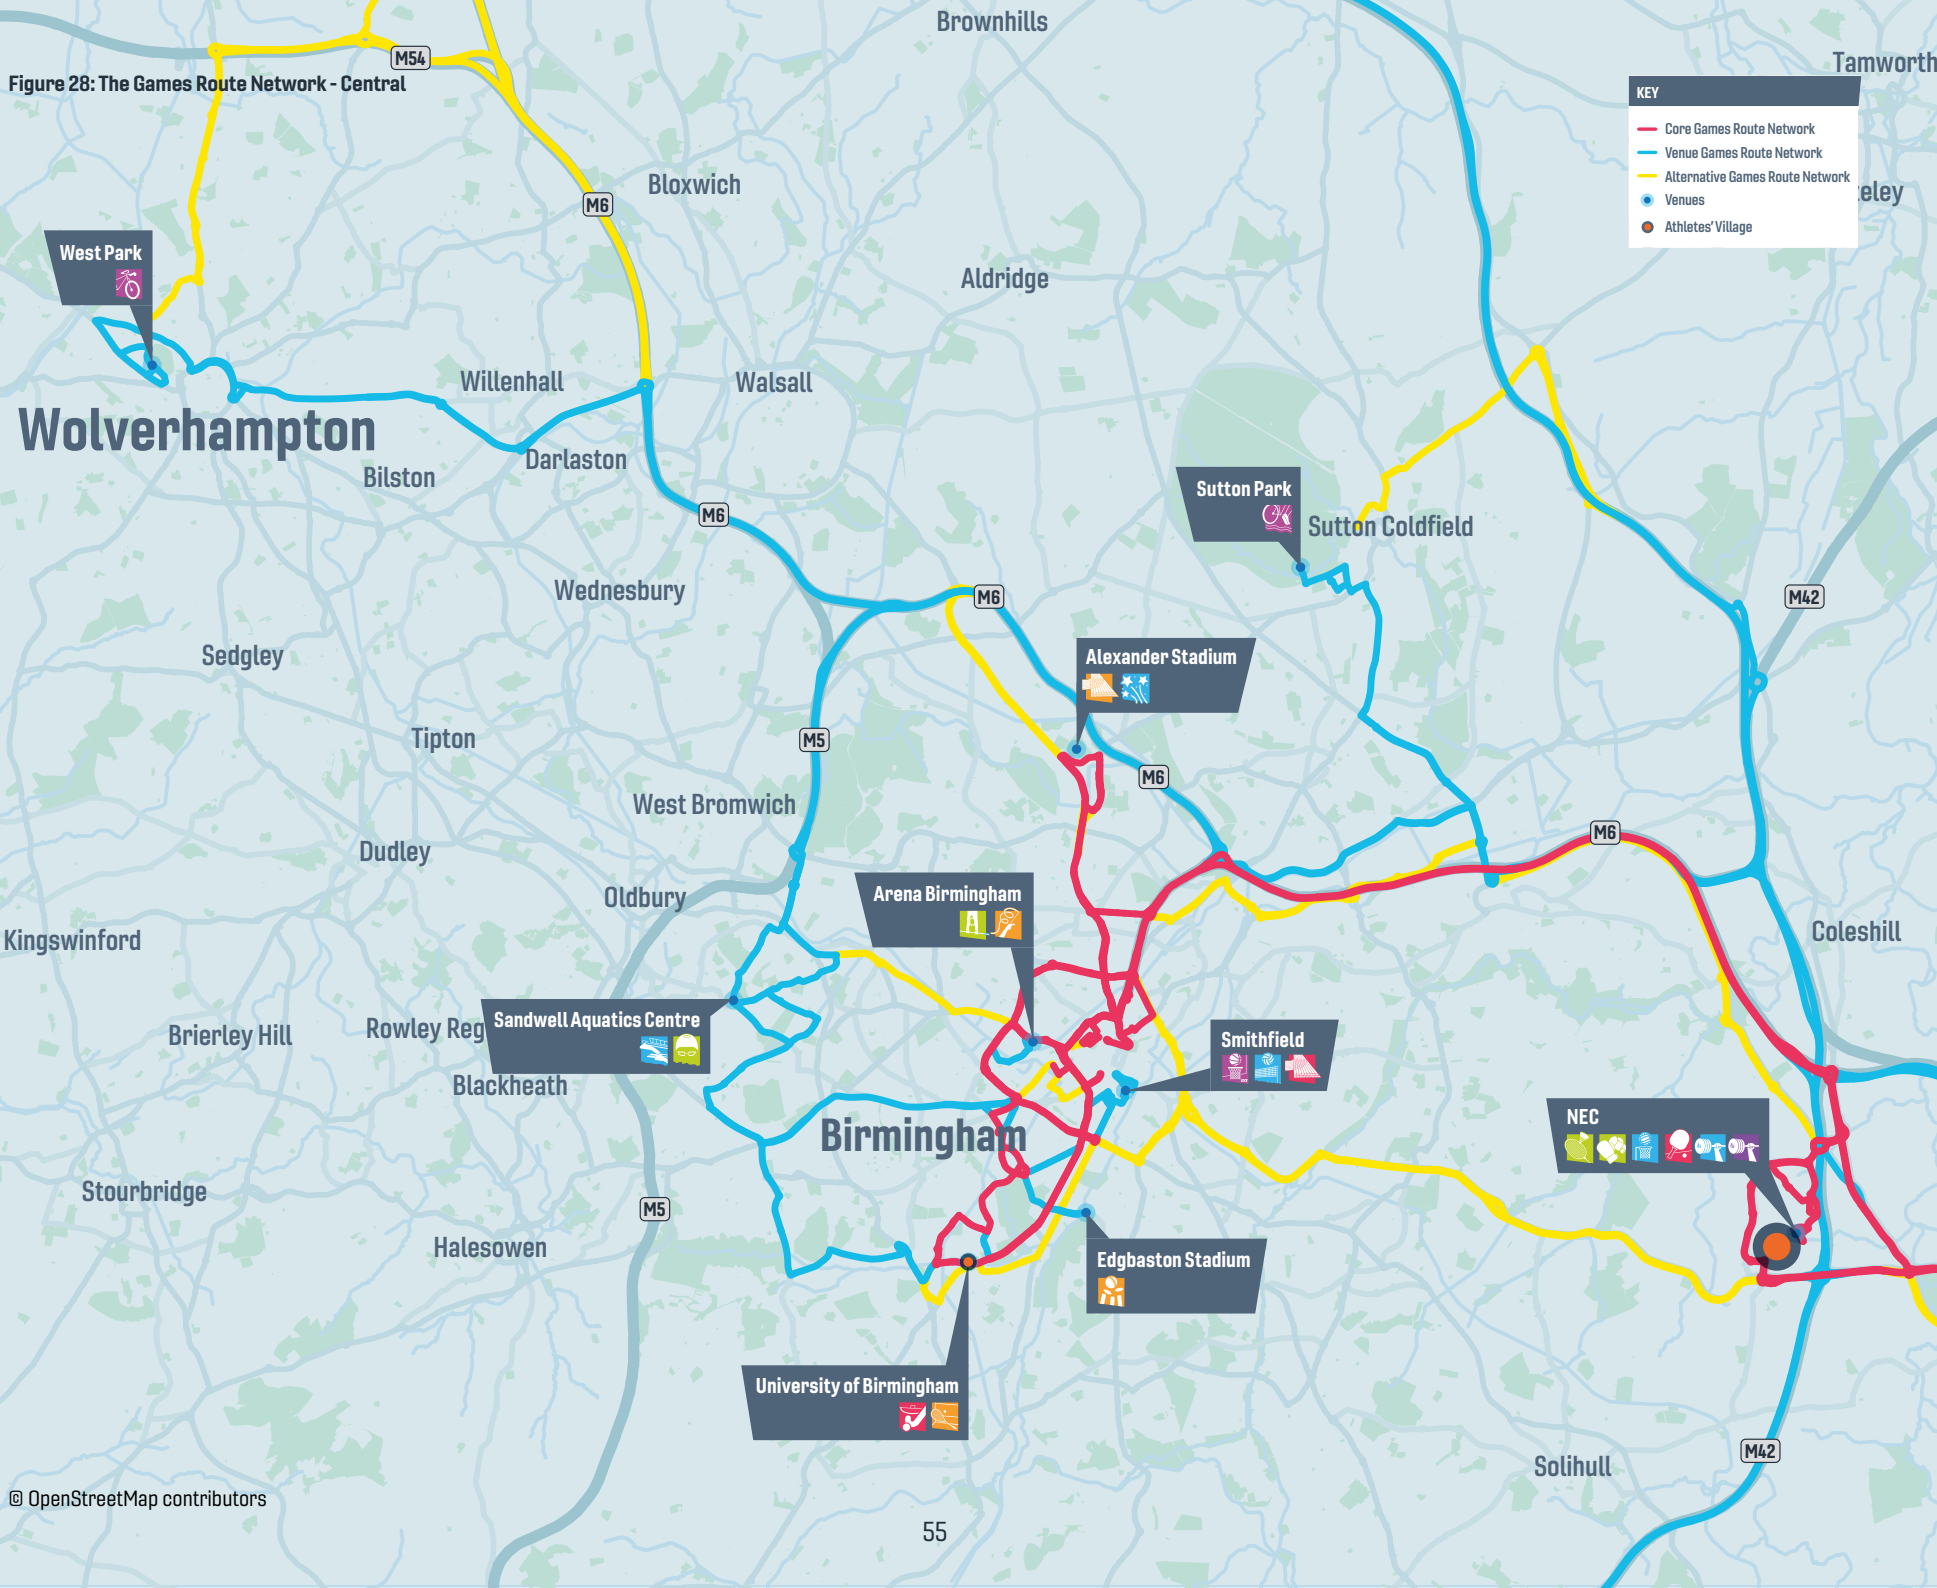 Brownhills
Tamworth
M54
Figure 28: The Games Route Network - Central
KEY
Core Games Route Network
Venue Games Route Network
Alternative Games Route Network
Venues
Athletes' Village
eley
Bloxwich
M6
West Park
Aldridge
Willenhall
Walsall
Wolverhampton
Darlaston
Bilston
Sutton Park
M6
Sutton Coldfield
Wednesbury
M6
M42
Sedgley
Alexander Stadium
Tipton
M5
M6
West Bromwich
M6
Dudley
Oldbury
Arena Birmingham
Kingswinford
Coleshill
Sandwell Aquatics Centre
Brierley Hill
Rowley Reg
Smithfield
Blackheath
NEC
Birmingham
Stourbridge
M5
Halesowen
Edgbaston Stadium
University of Birmingham
M42
Solihull
© OpenStreetMap contributors
55